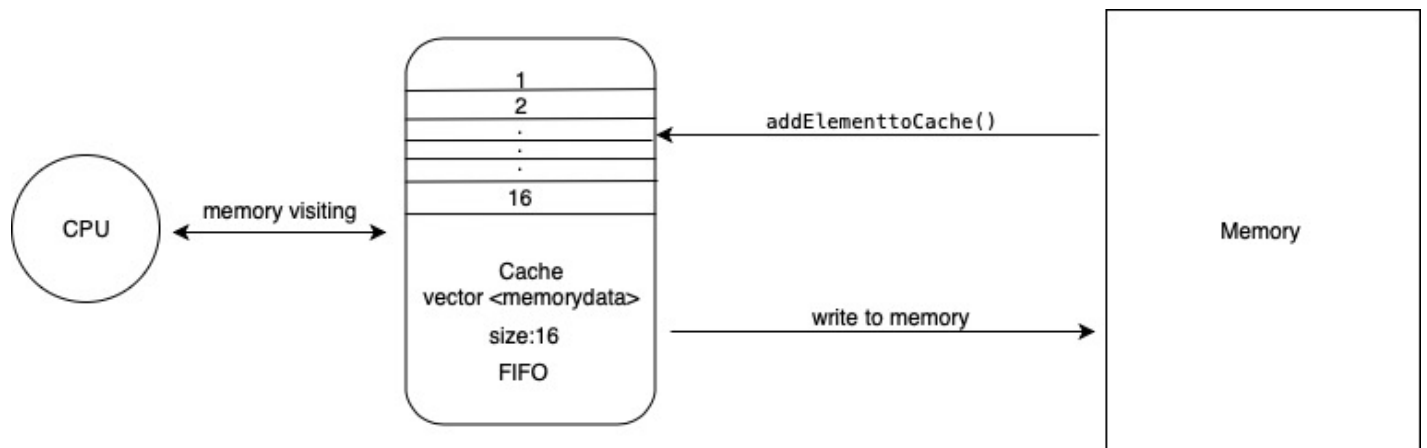 CPU
memory visiting
1
2
.
.
.
16
Cache
vector <memorydata>
size:16
FIFO
addElementtoCache()
write to memory
Memory